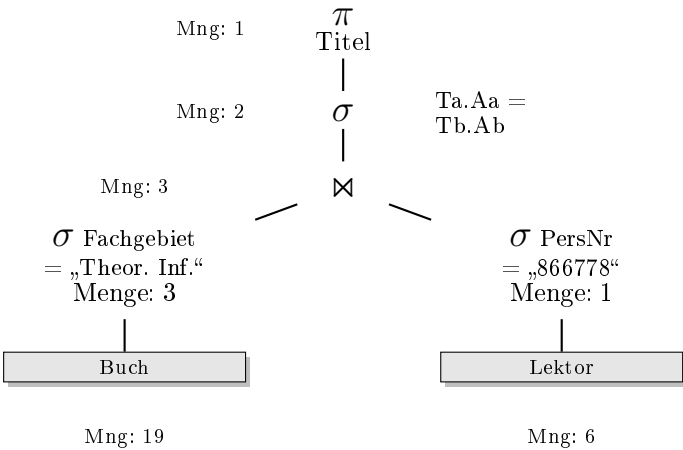 π
Mng: 1
Titel
Mng: 2
σ
Ta.Aa =
Tb.Ab
Mng: 3
⋈
σ Fachgebiet
= „Theor. Inf.“
Menge: 3
σ PersNr
= „866778“
Menge: 1
Buch
Lektor
Mng: 19
Mng: 6